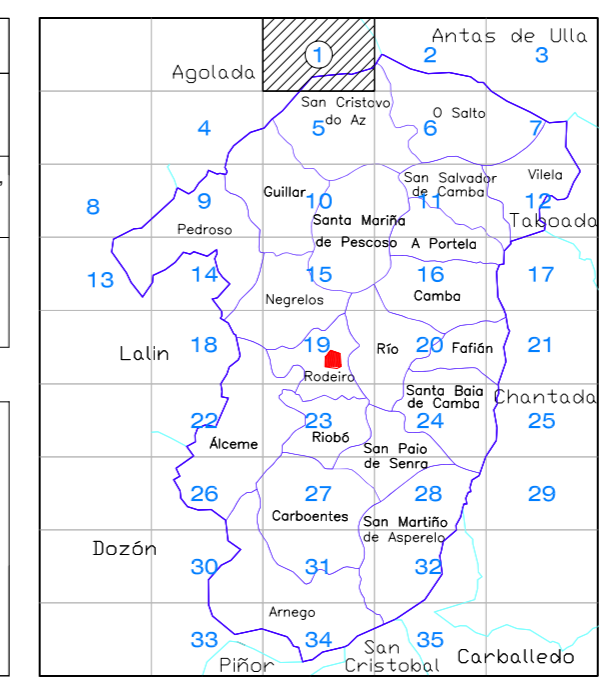 Antas de Ulla
1
2
3
Agolada
San Cristovo
do Az
O Salto
4
5
6
7
San Salvador
de Camba
Vilela
Guillar
8
9
10
11
12
Pedroso
Santa Mariña
de Pescoso
A Portela
Taboada
13
14
15
16
17
Negrelos
Camba
18
19
20
21
Lalin
Río
Fafián
Rodeiro
Santa Baia
de Camba
Chantada
22
23
24
25
Álceme
Riobó
San Paio
de Senra
26
27
28
29
Carboentes
San Martiño
de Asperelo
Dozón
30
31
32
Arnego
33
34
35
Piñor
San
Cristobal
Carballedo